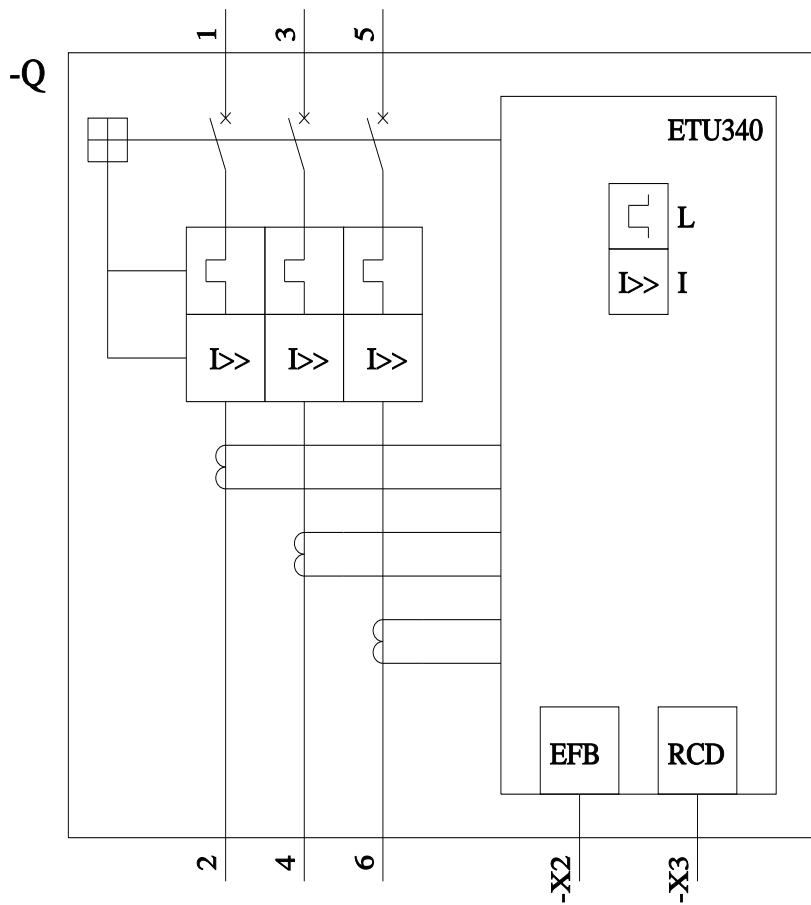 1 3 5
-Q
ETU340
L
I>> I
I>> I>> I>>
EFB RCD
2 4 6 -X2 -X3